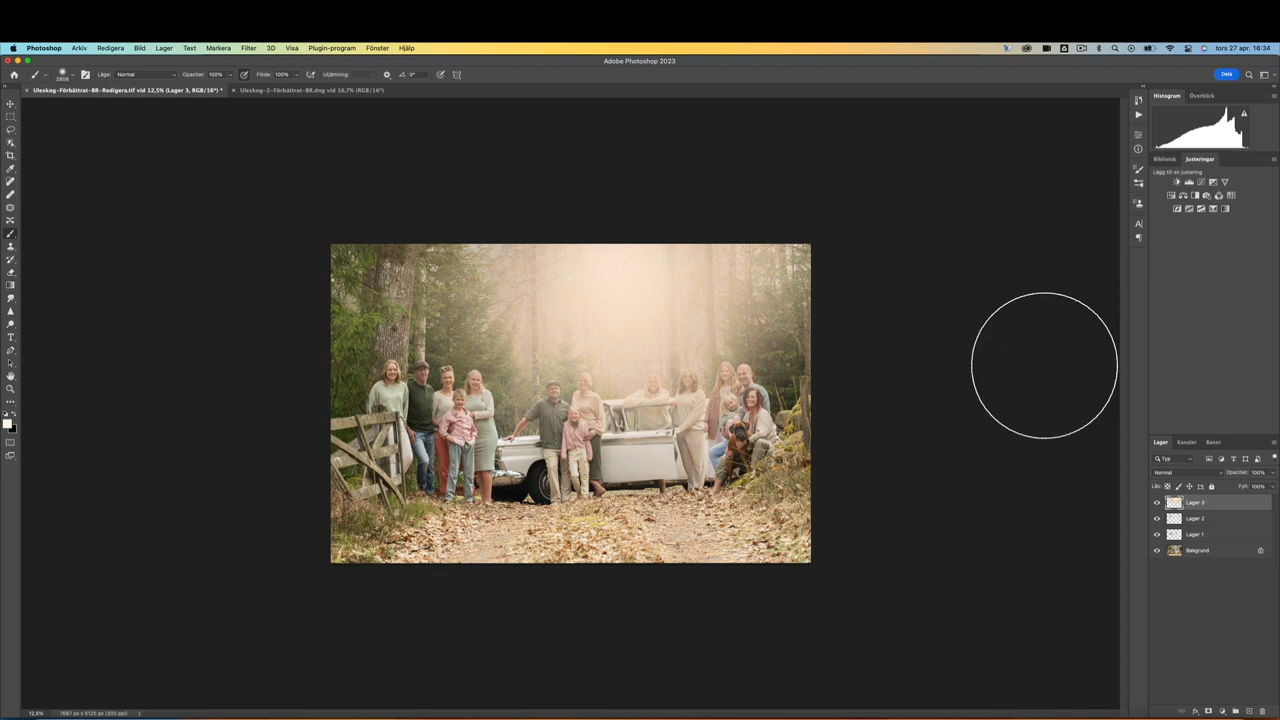 Photoshop Arkiv Redigera Bild Lager Text Markera Filter 3D Visa Plugin-program Fönster Hjälp tors 27 apr. 16:34
Adobe Photoshop 2023
2808 Läge: Normal Opacitet: 100% Flöde: 100% Utjämning: 0° Dela
Uleskog-Förbättrat-BR-Redigera.tif vid 12,5% (Lager 3, RGB/16*) * Uleskog-2-Förbättrat-BR.dng vid 16,7% (RGB/16*)
Histogram Överblick
Bibliotek Justeringar
Lägg till en justering
Lager Kanaler Banor
Typ
Normal Opacitet: 100%
Lås: Fyll: 100%
Lager 3
Lager 2
Lager 1
Bakgrund
12,5% 7687 px x 5125 px (300 ppi)